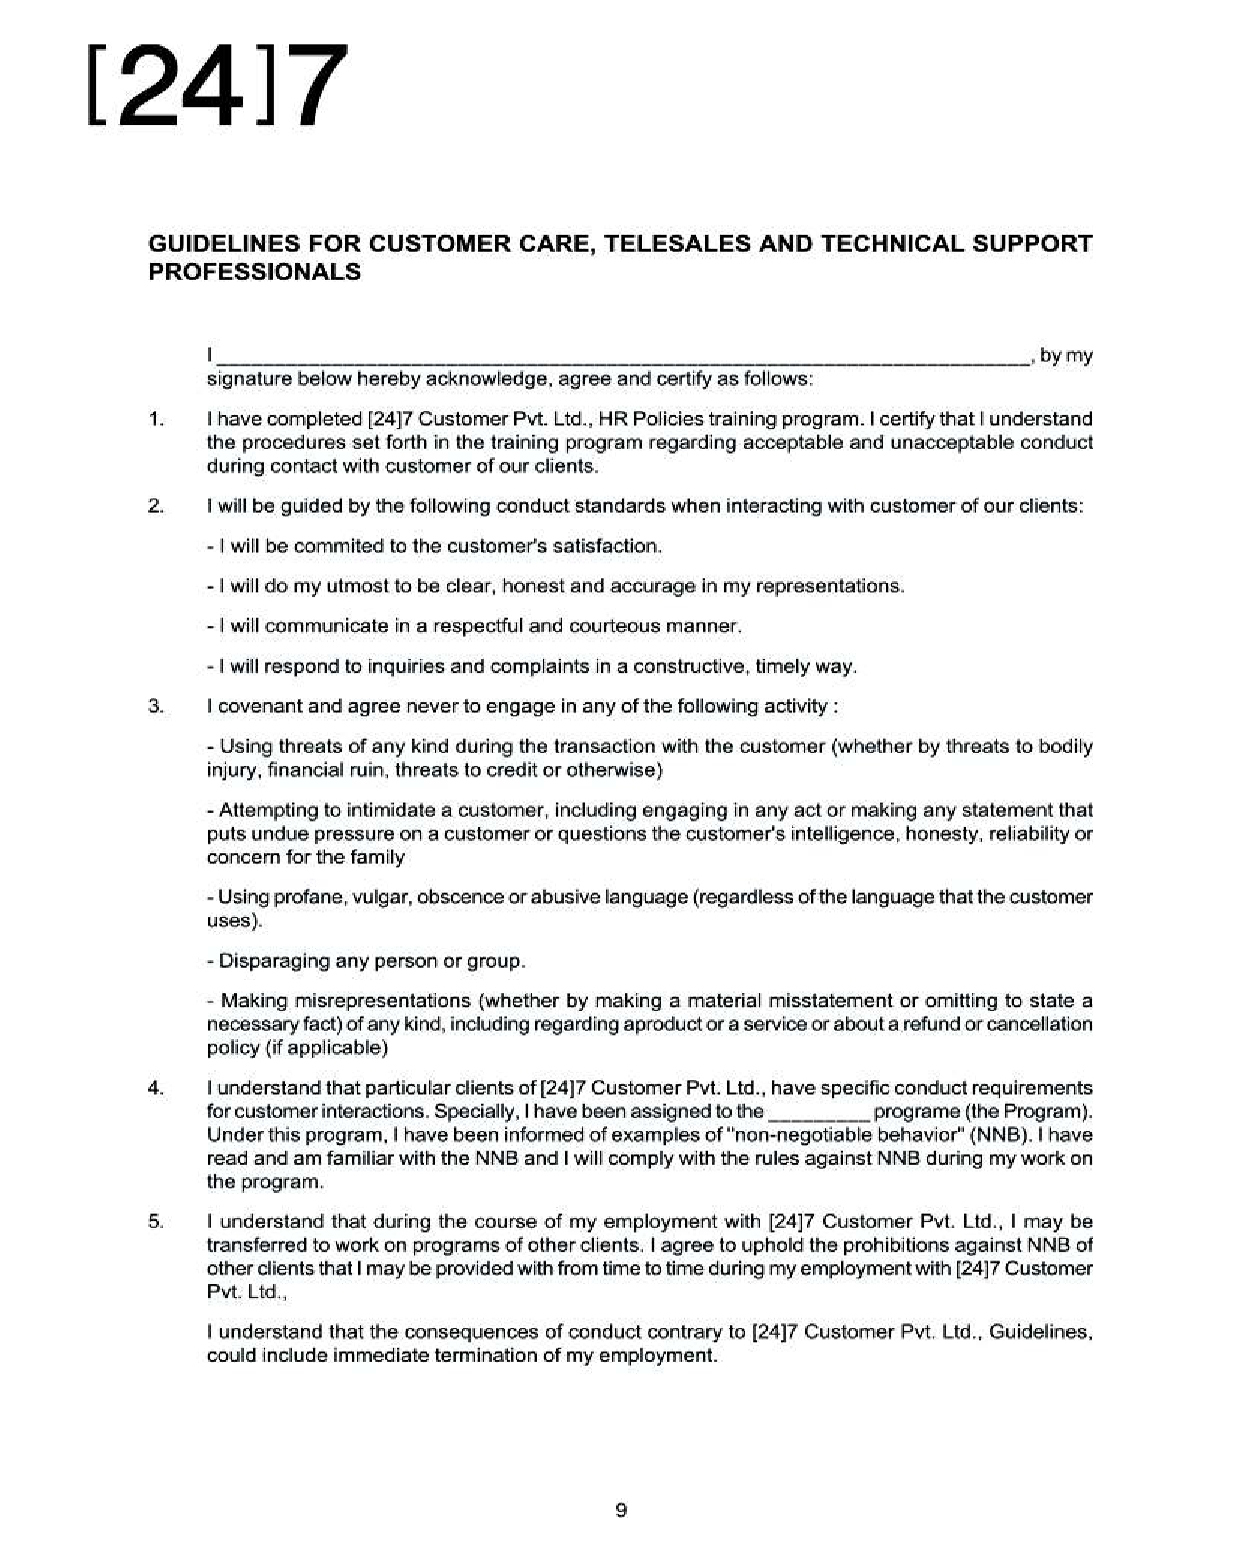 [24]7
GUIDELINES FOR CUSTOMER CARE, TELESALES AND TECHNICAL SUPPORT
PROFESSIONALS
I ______________________________________________________________________, by my
signature below hereby acknowledge, agree and certify as follows:
1. I have completed [24]7 Customer Pvt. Ltd., HR Policies training program. I certify that I understand
the procedures set forth in the training program regarding acceptable and unacceptable conduct
during contact with customer of our clients.
2. I will be guided by the following conduct standards when interacting with customer of our clients:
- I will be commited to the customer's satisfaction.
- I will do my utmost to be clear, honest and accurage in my representations.
- I will communicate in a respectful and courteous manner.
- I will respond to inquiries and complaints in a constructive, timely way.
3. I covenant and agree never to engage in any of the following activity :
- Using threats of any kind during the transaction with the customer (whether by threats to bodily
injury, financial ruin, threats to credit or otherwise)
- Attempting to intimidate a customer, including engaging in any act or making any statement that
puts undue pressure on a customer or questions the customer's intelligence, honesty, reliability or
concern for the family
- Using profane, vulgar, obscence or abusive language (regardless of the language that the customer
uses).
- Disparaging any person or group.
- Making misrepresentations (whether by making a material misstatement or omitting to state a
necessary fact) of any kind, including regarding aproduct or a service or about a refund or cancellation
policy (if applicable)
4. I understand that particular clients of [24]7 Customer Pvt. Ltd., have specific conduct requirements
for customer interactions. Specially, I have been assigned to the _________ programe (the Program).
Under this program, I have been informed of examples of "non-negotiable behavior" (NNB). I have
read and am familiar with the NNB and I will comply with the rules against NNB during my work on
the program.
5. I understand that during the course of my employment with [24]7 Customer Pvt. Ltd., I may be
transferred to work on programs of other clients. I agree to uphold the prohibitions against NNB of
other clients that I may be provided with from time to time during my employment with [24]7 Customer
Pvt. Ltd.,
I understand that the consequences of conduct contrary to [24]7 Customer Pvt. Ltd., Guidelines,
could include immediate termination of my employment.
9